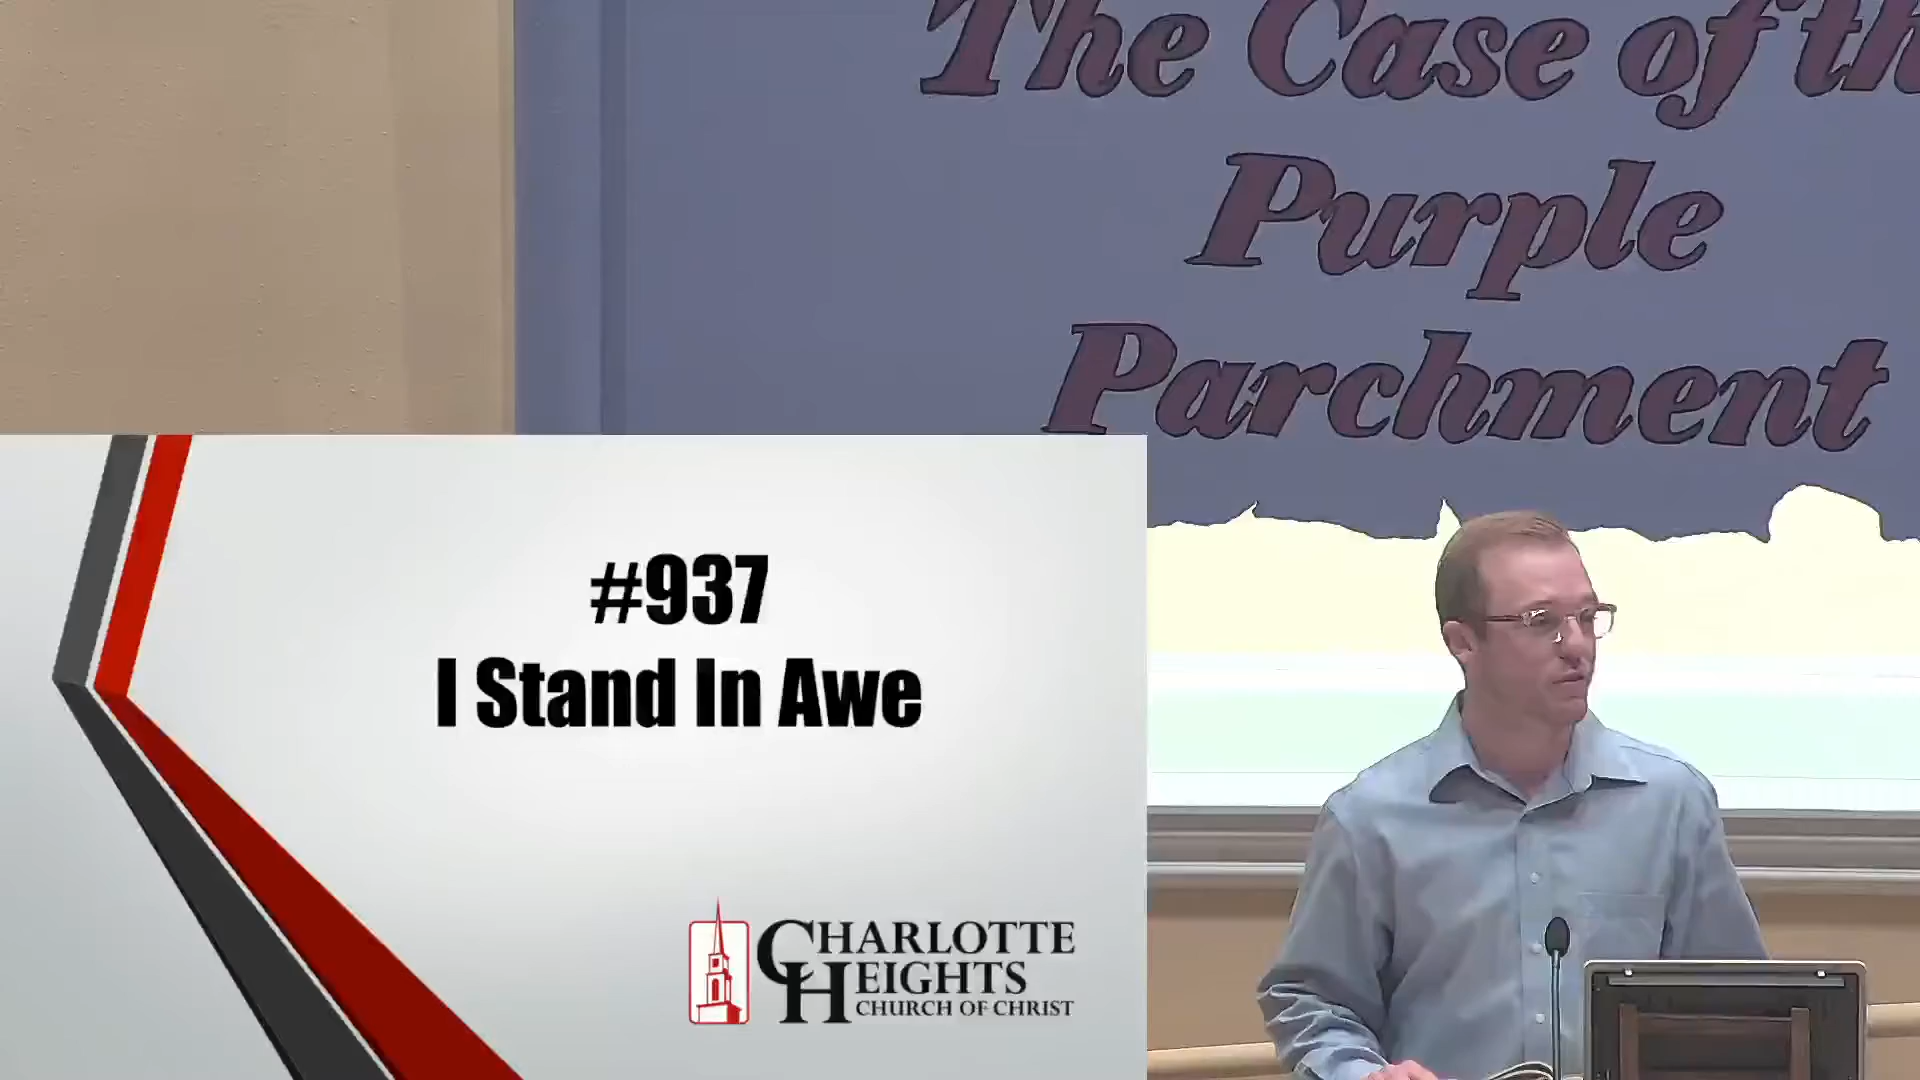 The Case of th
Purple
Parchment
#937
I Stand In Awe
CHARLOTTE
HEIGHTS
CHURCH OF CHRIST